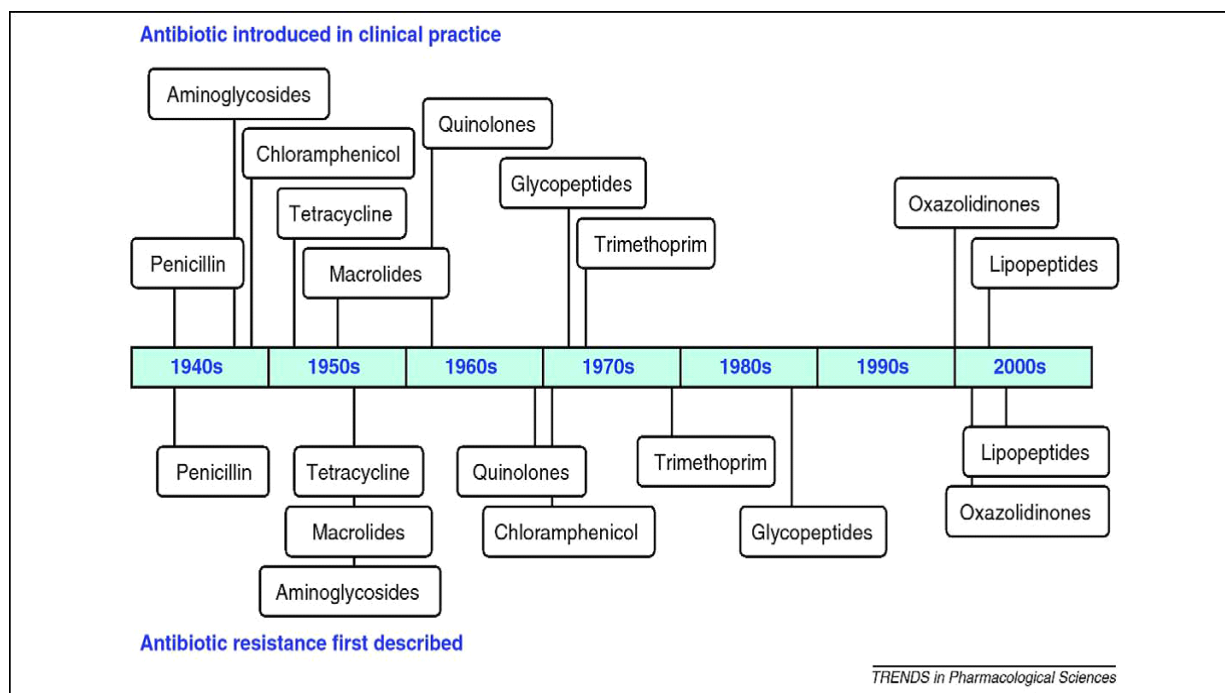 Antibiotic introduced in clinical practice
Aminoglycosides
Quinolones
Chloramphenicol
Glycopeptides
Tetracycline
Oxazolidinones
Trimethoprim
Penicillin
Macrolides
Lipopeptides
1940s 1950s 1960s 1970s 1980s 1990s 2000s
Penicillin
Tetracycline
Quinolones
Trimethoprim
Lipopeptides
Macrolides
Chloramphenicol
Glycopeptides
Oxazolidinones
Aminoglycosides
Antibiotic resistance first described
TRENDS in Pharmacological Sciences